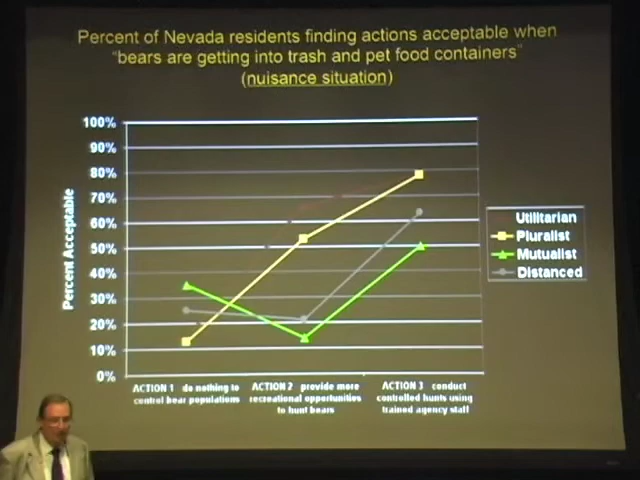 Percent of Nevada residents finding actions acceptable when
"bears are getting into trash and pet food containers"
(nuisance situation)
100%
90%
80%
70%
60%
50%
40%
30%
20%
10%
0%
Percent Acceptable
Utilitarian
Pluralist
Mutualist
Distanced
ACTION 1 do nothing to
control bear populations
ACTION 2 provide more
recreational opportunities
to hunt bears
ACTION 3 conduct
controlled hunts using
trained agency staff